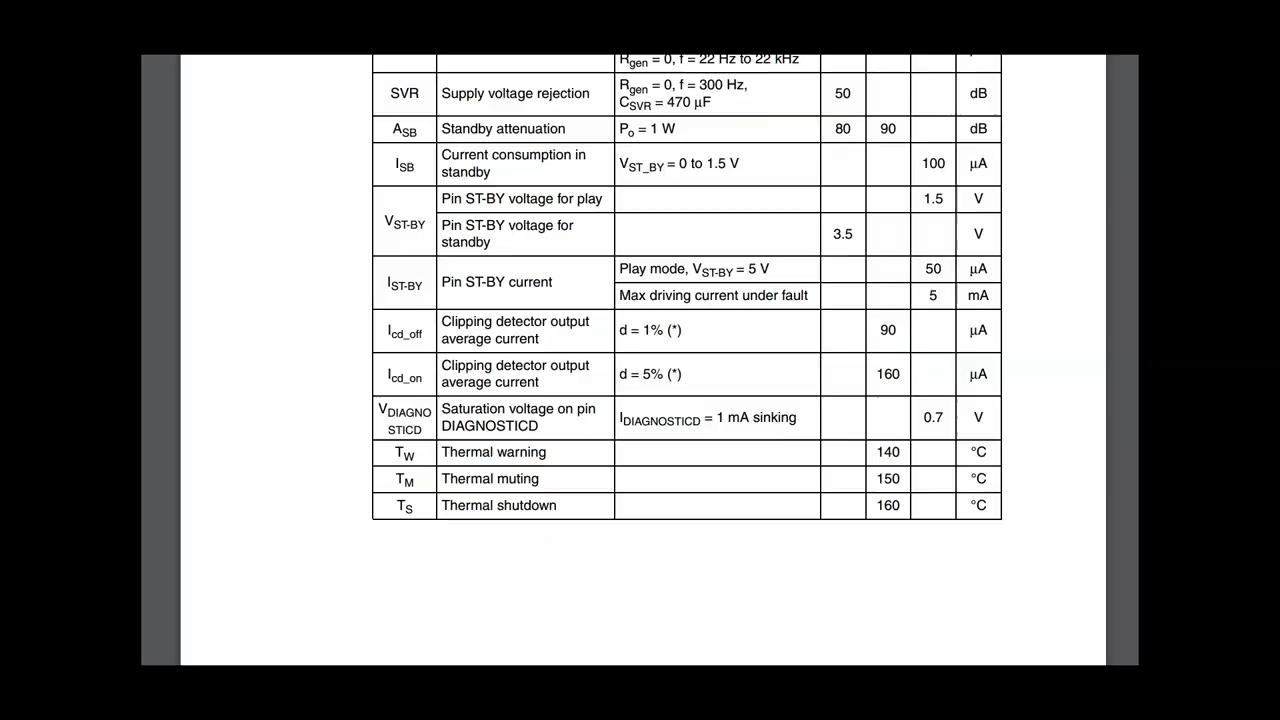 Rgen = 0, f = 22 Hz to 22 kHz
SVR Supply voltage rejection Rgen = 0, f = 300 Hz, CSVR = 470 µF 50 dB
ASB Standby attenuation Po = 1 W 80 90 dB
ISB Current consumption in standby VST_BY = 0 to 1.5 V 100 µA
VST-BY Pin ST-BY voltage for play 1.5 V
Pin ST-BY voltage for standby 3.5 V
IST-BY Pin ST-BY current Play mode, VST-BY = 5 V 50 µA
Max driving current under fault 5 mA
Icd_off Clipping detector output average current d = 1% (*) 90 µA
Icd_on Clipping detector output average current d = 5% (*) 160 µA
VDIAGNOSTICD Saturation voltage on pin DIAGNOSTICD IDIAGNOSTICD = 1 mA sinking 0.7 V
TW Thermal warning 140 °C
TM Thermal muting 150 °C
TS Thermal shutdown 160 °C